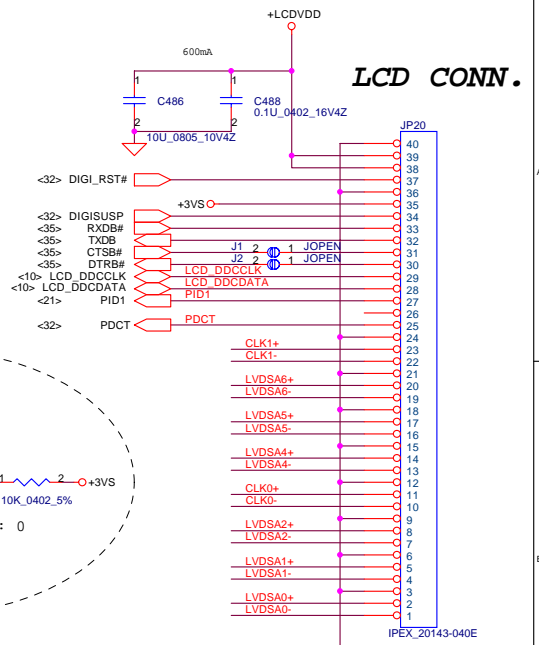 +LCDVDD
600mA
LCD CONN.
1
1
C486
C488
0.1U_0402_16V4Z
2
2
10U_0805_10V4Z
JP20
40
39
38
<32> DIGI_RST#
37
36
+3VS
35
<32> DIGISUSP
34
<35> RXDB#
33
<35> TXDB
32
<35> CTSB# J1 2 1 JOPEN
31
<35> DTRB# J2 2 1 JOPEN
30
<10> LCD_DDCCLK LCD_DDCCLK
29
<10> LCD_DDCDATA LCD_DDCDATA
28
<21> PID1 PID1
27
26
<32> PDCT PDCT
25
24
CLK1+
23
CLK1-
22
21
LVDSA6+
20
LVDSA6-
19
18
LVDSA5+
17
LVDSA5-
16
15
LVDSA4+
14
LVDSA4-
13
12
CLK0+
11
CLK0-
10
9
LVDSA2+
8
LVDSA2-
7
6
LVDSA1+
5
LVDSA1-
4
3
LVDSA0+
2
LVDSA0-
1
IPEX_20143-040E
1 2 +3VS
10K_0402_5%
: 0